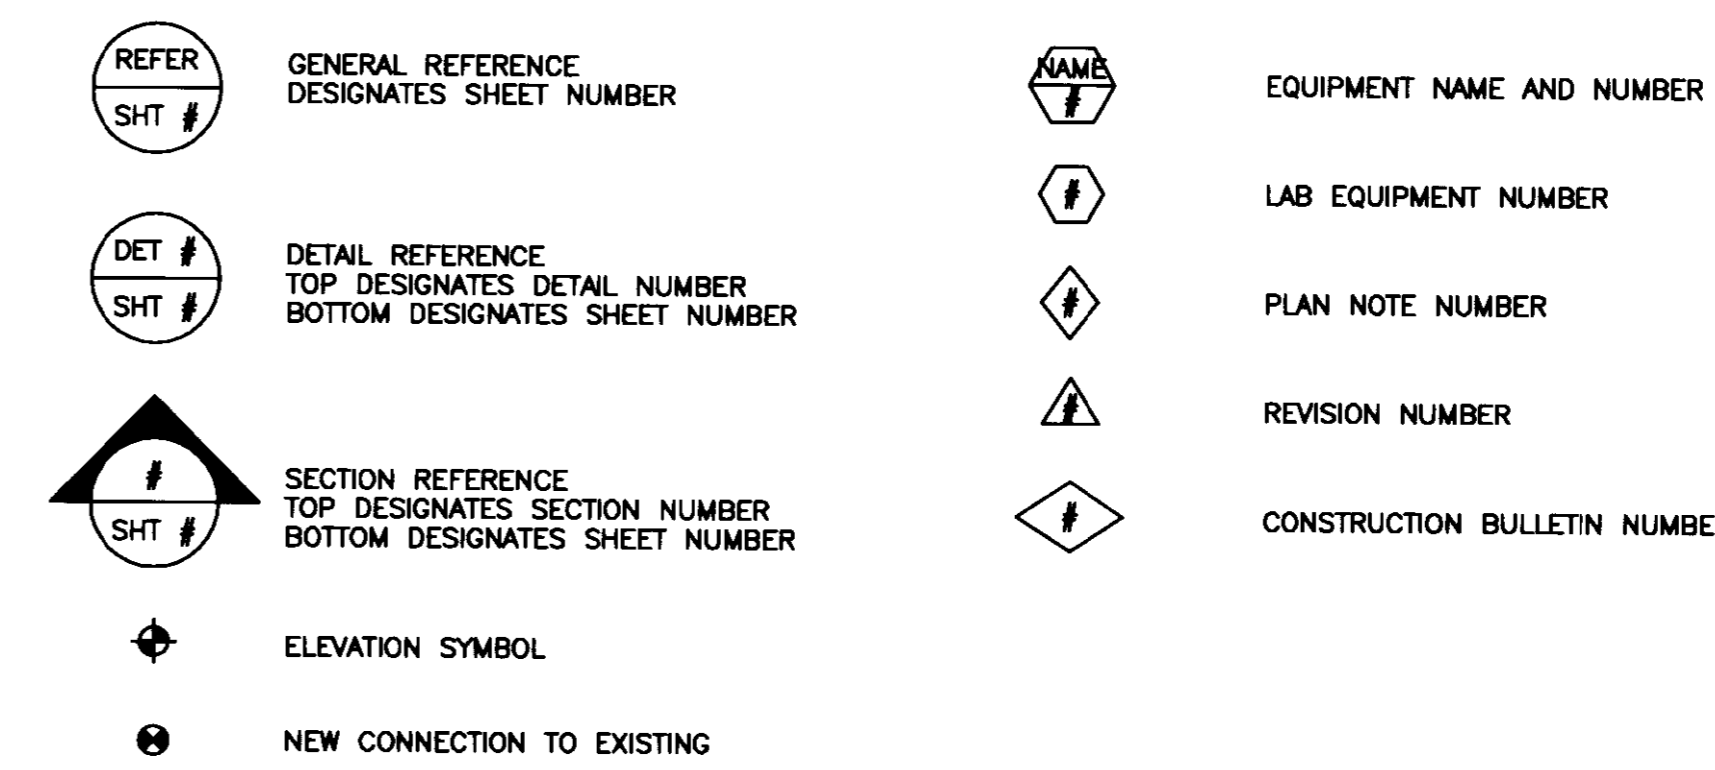 REFER
SHT #
GENERAL REFERENCE
DESIGNATES SHEET NUMBER
DET #
SHT #
DETAIL REFERENCE
TOP DESIGNATES DETAIL NUMBER
BOTTOM DESIGNATES SHEET NUMBER
#
SHT #
SECTION REFERENCE
TOP DESIGNATES SECTION NUMBER
BOTTOM DESIGNATES SHEET NUMBER
ELEVATION SYMBOL
NEW CONNECTION TO EXISTING
NAME
#
EQUIPMENT NAME AND NUMBER
#
LAB EQUIPMENT NUMBER
#
PLAN NOTE NUMBER
#
REVISION NUMBER
#
CONSTRUCTION BULLETIN NUMBE